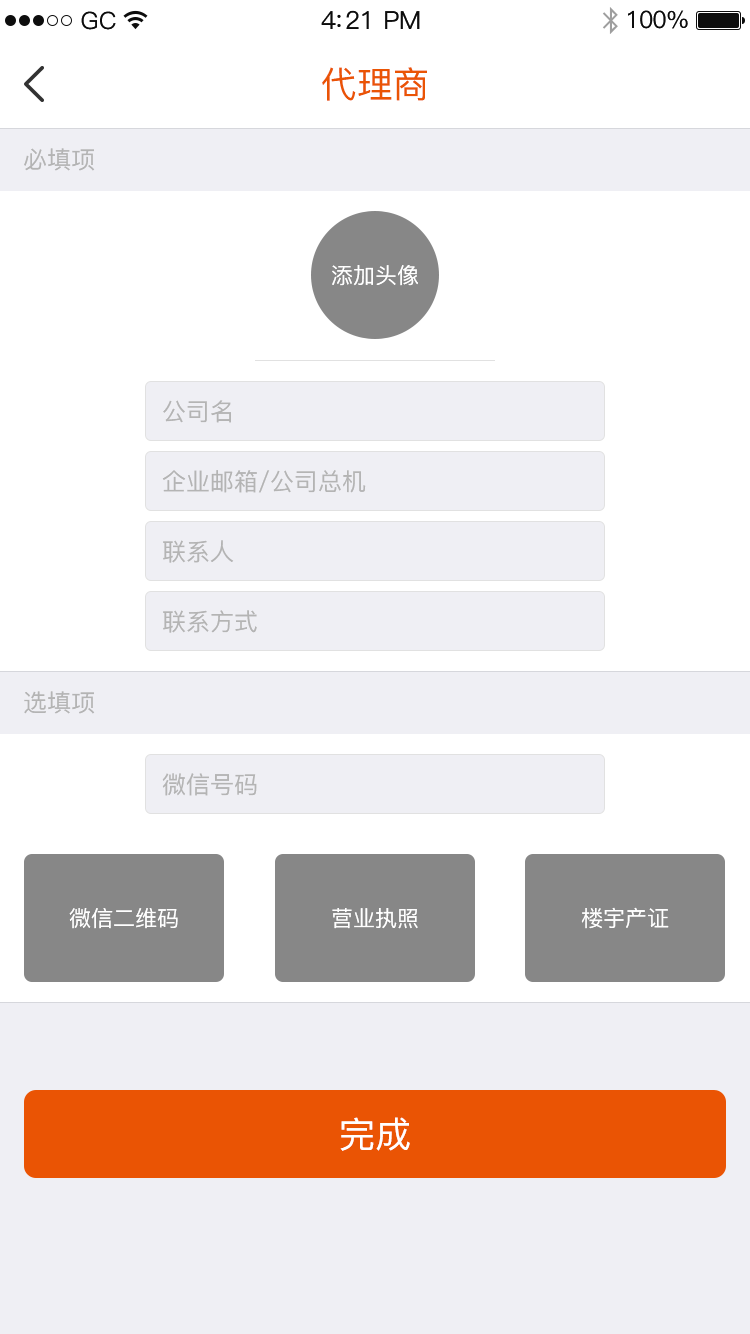 GC 4:21 PM 100%
代理商
必填项
添加头像
公司名
企业邮箱/公司总机
联系人
联系方式
选填项
微信号码
微信二维码 营业执照 楼宇产证
完成